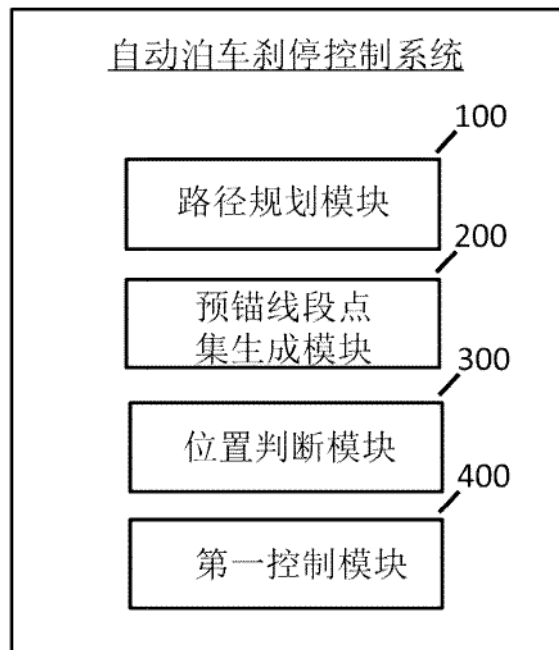 自动泊车刹停控制系统
100
路径规划模块
200
预锚线段点
集生成模块
300
位置判断模块
400
第一控制模块